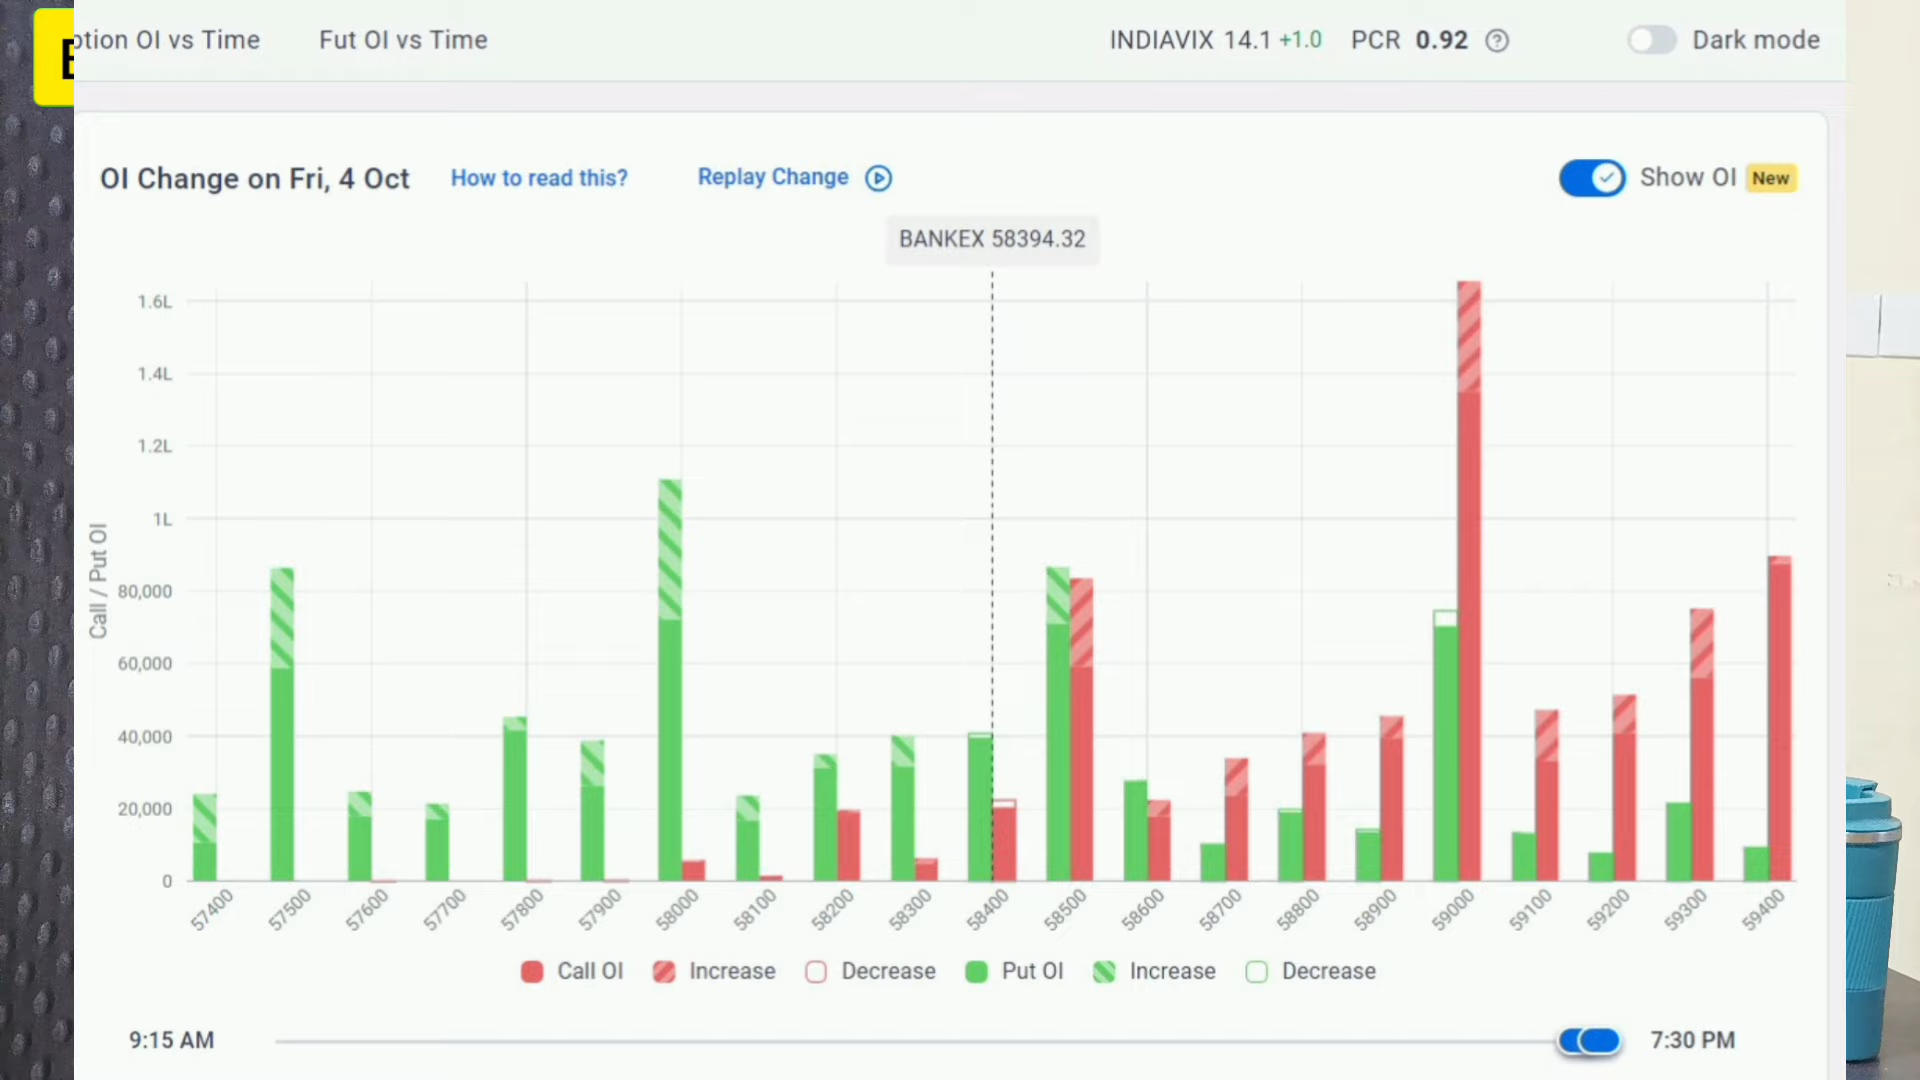 ption OI vs Time
Fut OI vs Time
INDIAVIX 14.1 +1.0
PCR 0.92
Dark mode
OI Change on Fri, 4 Oct
How to read this?
Replay Change
Show OI
New
BANKEX 58394.32
Call / Put OI
1.6L
1.4L
1.2L
1L
80,000
60,000
40,000
20,000
0
57400
57500
57600
57700
57800
57900
58000
58100
58200
58300
58400
58500
58600
58700
58800
58900
59000
59100
59200
59300
59400
Call OI
Increase
Decrease
Put OI
Increase
Decrease
9:15 AM
7:30 PM